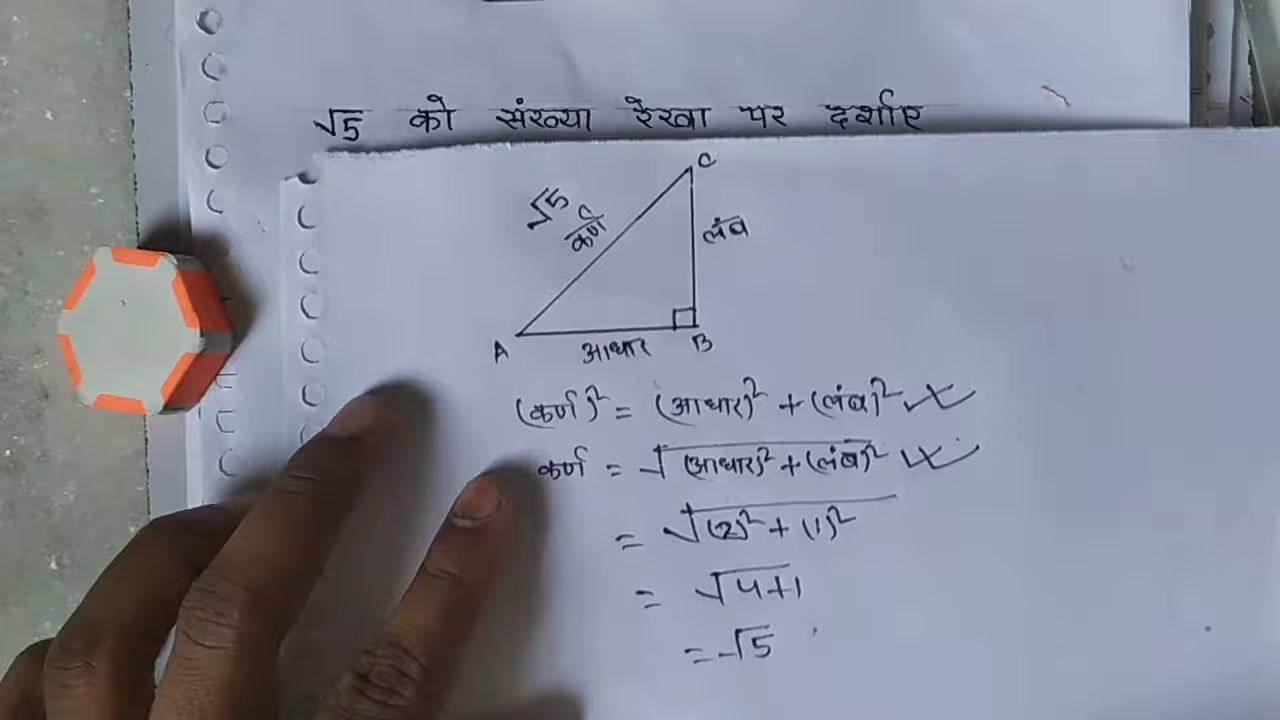 √5 को संख्या रेखा पर दर्शाए
C
√5
कर्ण
लंब
A
आधार
B
(कर्ण)² = (आधार)² + (लंब)²
कर्ण = √(आधार)² + (लंब)²
= √(2)² + (1)²
= √4+1
= √5